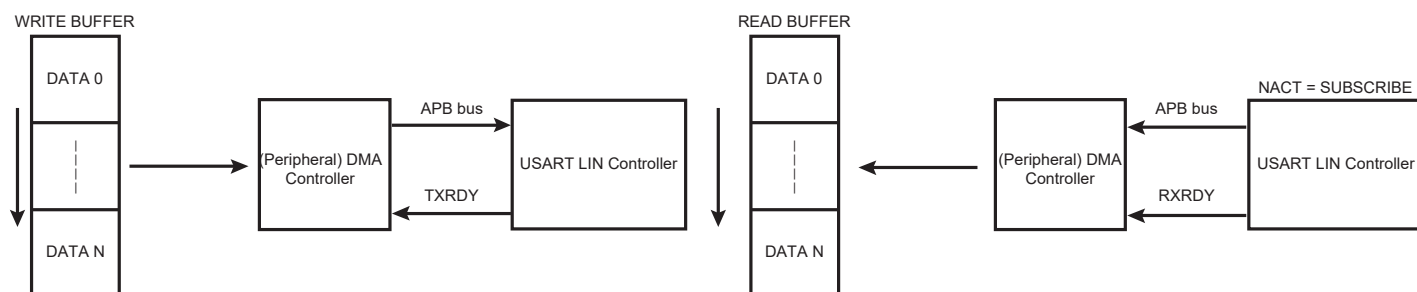 WRITE BUFFER
DATA 0
DATA N
(Peripheral) DMA
Controller
APB bus
TXRDY
USART LIN Controller
READ BUFFER
DATA 0
DATA N
(Peripheral) DMA
Controller
APB bus
RXRDY
NACT = SUBSCRIBE
USART LIN Controller